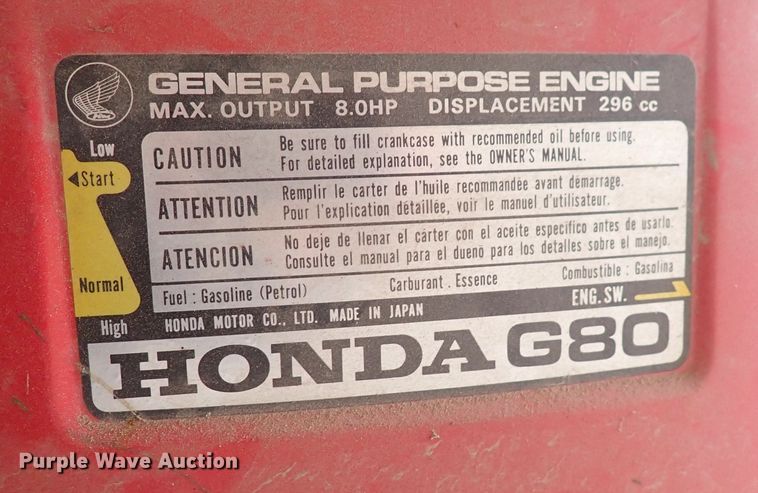 GENERAL PURPOSE ENGINE
MAX. OUTPUT 8.0HP DISPLACEMENT 296 cc
Low
Start
Normal
High
CAUTION
Be sure to fill crankcase with recommended oil before using.
For detailed explanation, see the OWNER'S MANUAL.
ATTENTION
Remplir le carter de l'huile recommandée avant démarrage.
Pour l'explication détaillée, voir le manuel d'utilisateur.
ATENCION
No deje de llenar el cárter con el aceite especifico antes de usarlo.
Consulte el manual para el dueño para los detalles sobre el manejo.
Fuel : Gasoline (Petrol) Carburant . Essence Combustible : Gasolina
HONDA MOTOR CO., LTD. MADE IN JAPAN
ENG. SW.
HONDA G80
Purple Wave Auction